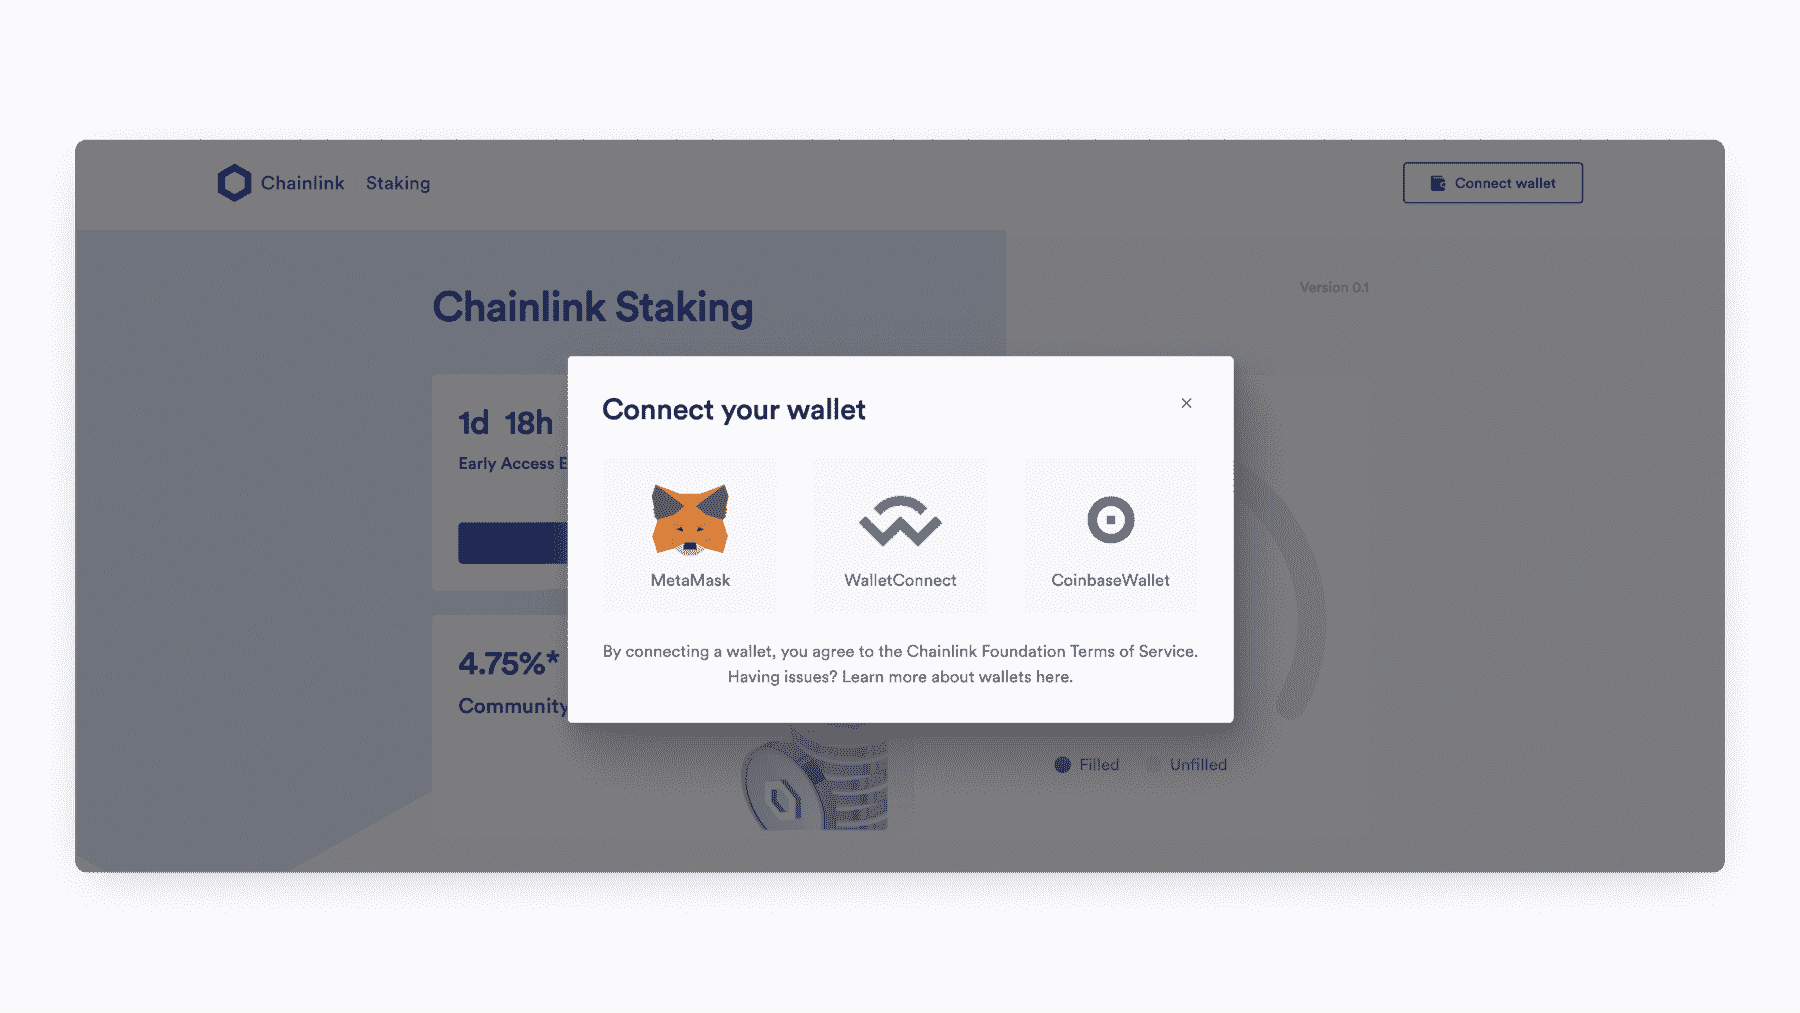 Chainlink Staking
Connect wallet
Chainlink Staking
Version 0.1
1d 18h
Early Access E
4.75%*
Community
Connect your wallet
MetaMask
WalletConnect
CoinbaseWallet
By connecting a wallet, you agree to the Chainlink Foundation Terms of Service.
Having issues? Learn more about wallets here.
Filled
Unfilled